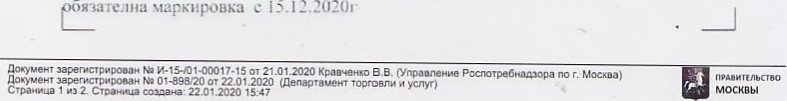 обязателна маркировка с 15.12.2020г
Документ зарегистрирован № И-15-/01-00017-15 от 21.01.2020 Кравченко В.В. (Управление Роспотребнадзора по г. Москва)
Документ зарегистрирован № 01-898/20 от 22.01.2020 (Департамент торговли и услуг)
Страница 1 из 2. Страница создана: 22.01.2020 15:47
ПРАВИТЕЛЬСТВО
МОСКВЫ